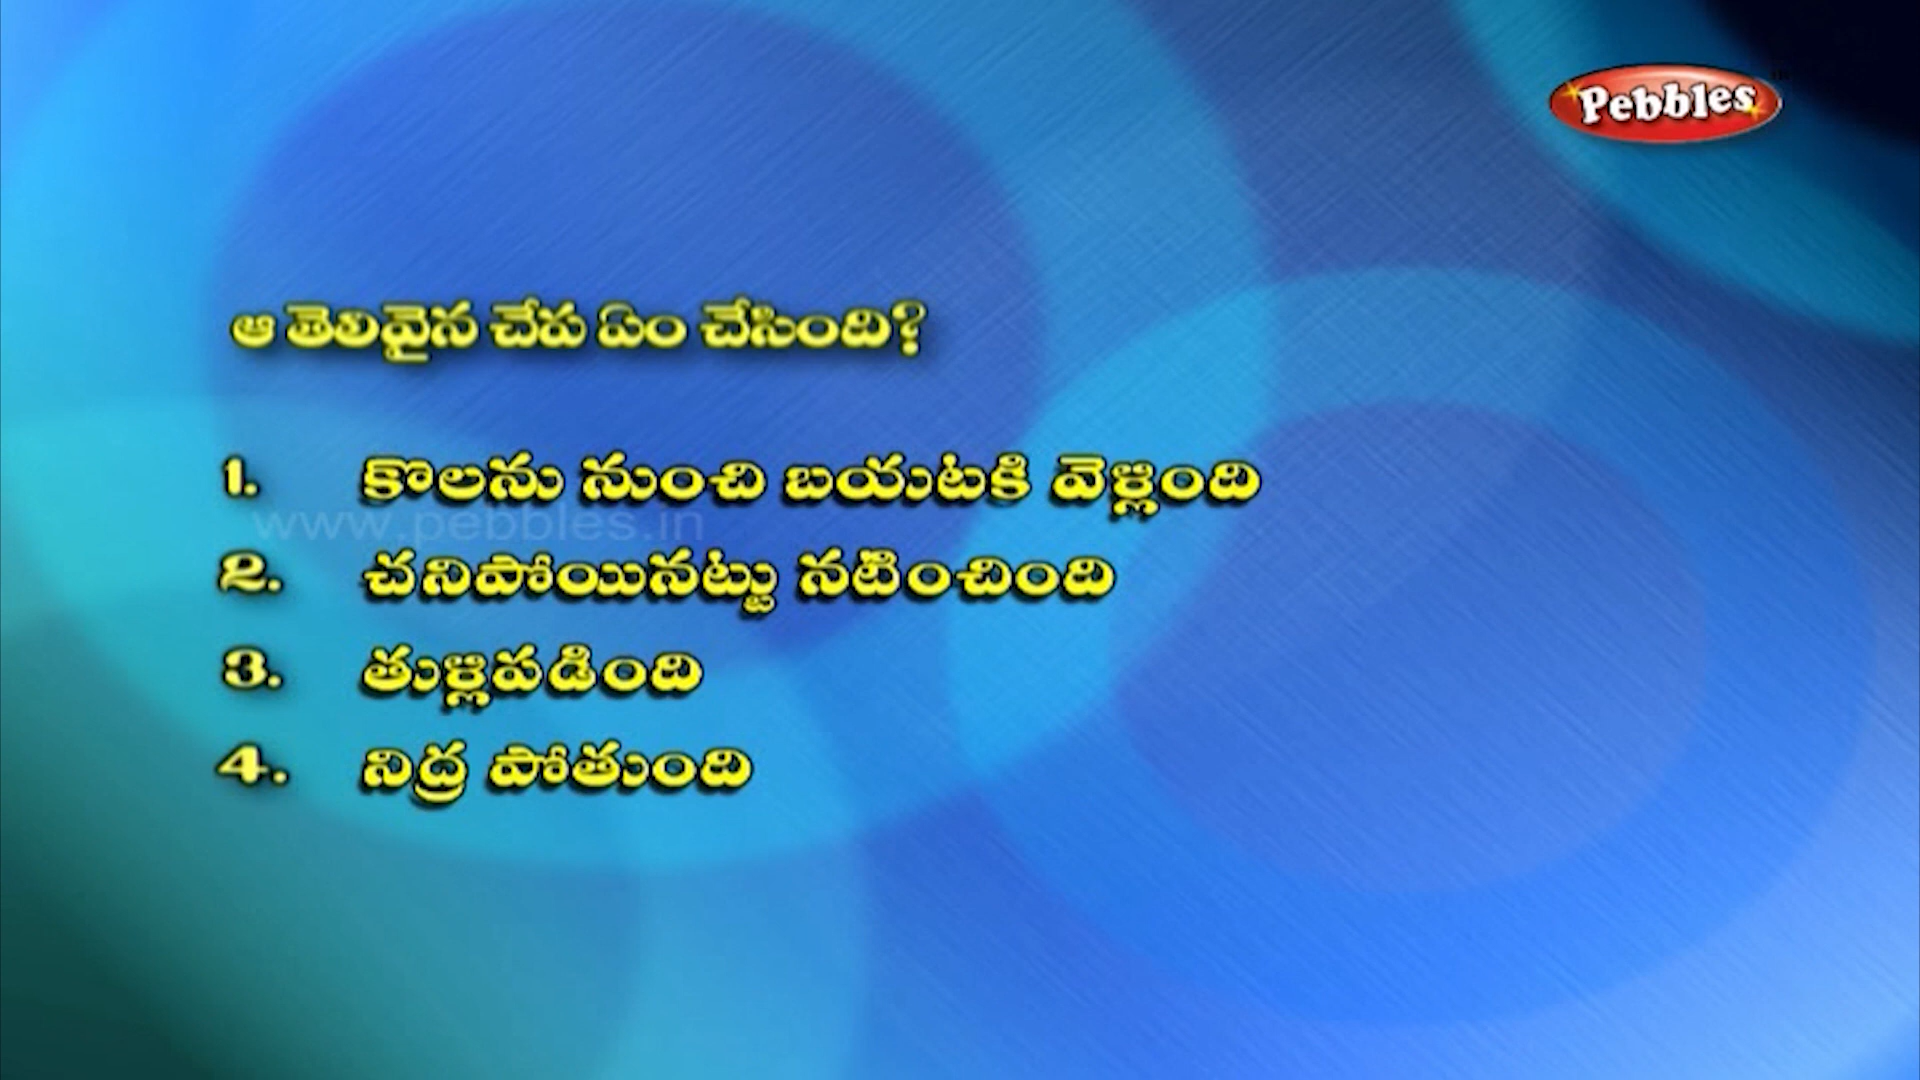 Pebbles
ఆ తెలివైన చేప ఏం చేసింది?
1. కొలను నుంచి బయటకి వెళ్లింది
www.pebbles.in
2. చనిపోయినట్టు నటించింది
3. తుళ్లిపడింది
4. నిద్ర పోతుంది